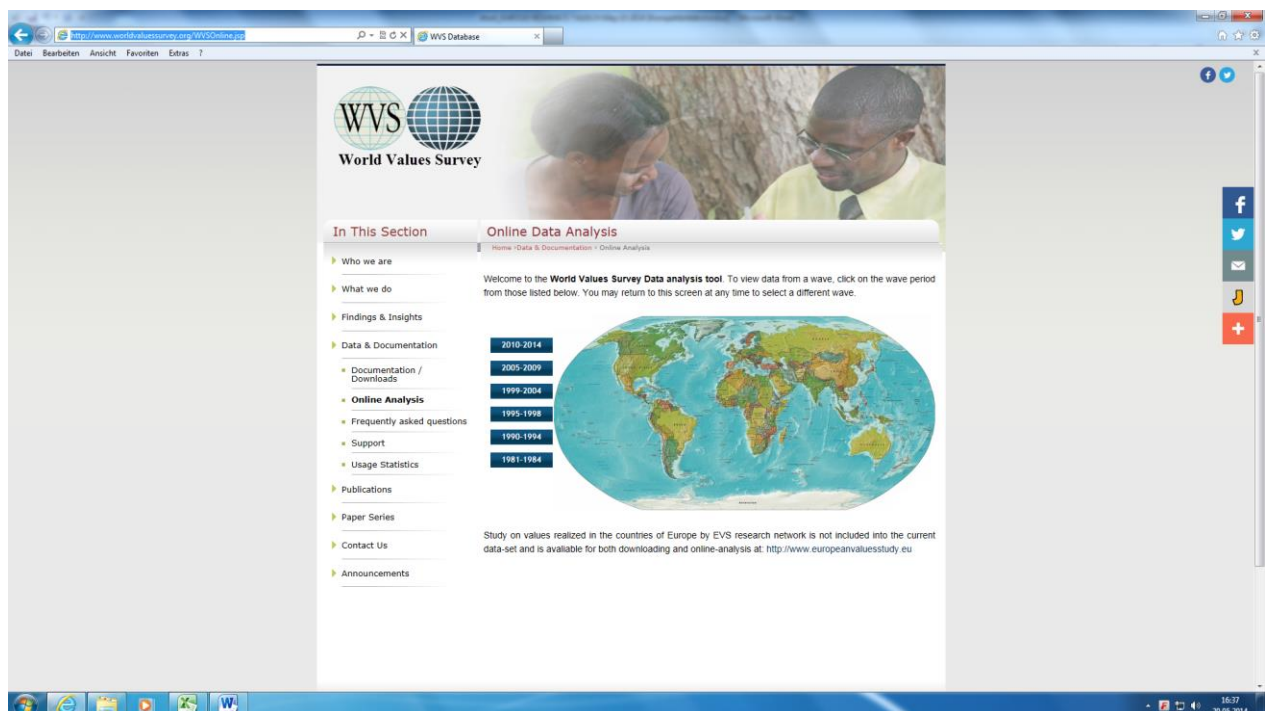 http://www.worldvaluessurvey.org/WVSOnline.jsp
WVS Database
Datei Bearbeiten Ansicht Favoriten Extras ?
WVS
World Values Survey
In This Section
Who we are
What we do
Findings & Insights
Data & Documentation
Documentation /
Downloads
Online Analysis
Frequently asked questions
Support
Usage Statistics
Publications
Paper Series
Contact Us
Announcements
Online Data Analysis
Home ›Data & Documentation › Online Analysis
Welcome to the World Values Survey Data analysis tool. To view data from a wave, click on the wave period
from those listed below. You may return to this screen at any time to select a different wave.
2010-2014
2005-2009
1999-2004
1995-1998
1990-1994
1981-1984
Study on values realized in the countries of Europe by EVS research network is not included into the current
data-set and is avaliable for both downloading and online-analysis at: http://www.europeanvaluesstudy.eu
16:37